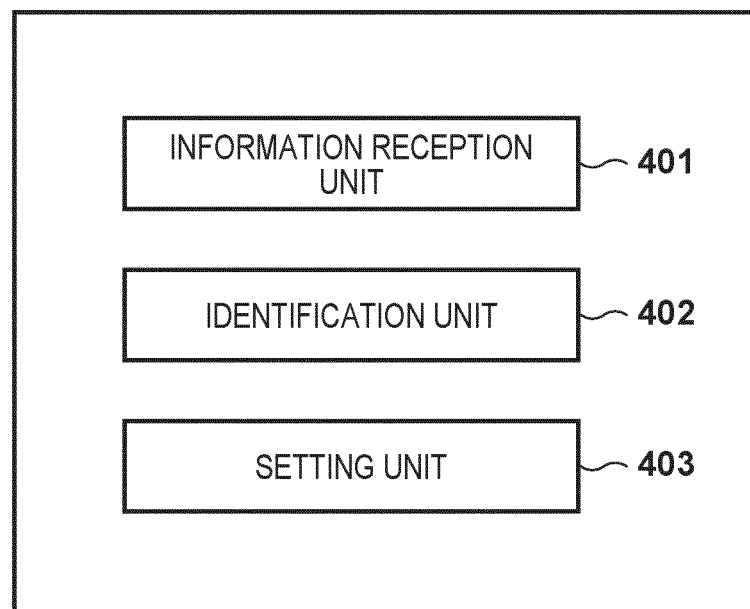 INFORMATION RECEPTION
UNIT
401
IDENTIFICATION UNIT
402
SETTING UNIT
403